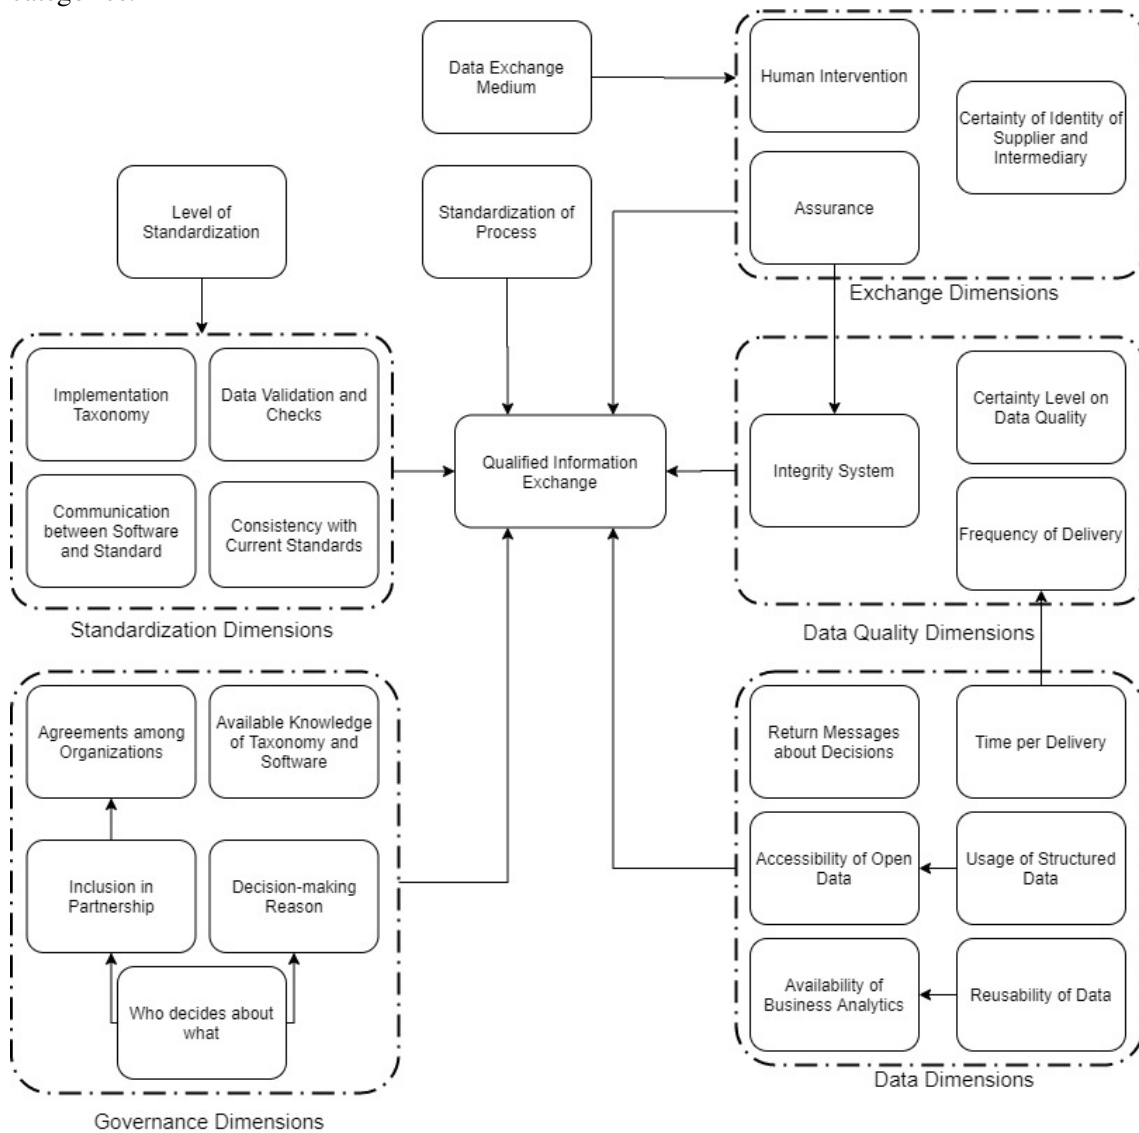 Data Exchange
Medium
Human Intervention
Certainty of Identity of
Supplier and
Intermediary
Level of
Standardization
Standardization of
Process
Assurance
Exchange Dimensions
Implementation
Taxonomy
Data Validation and
Checks
Communication
between Software
and Standard
Consistency with
Current Standards
Standardization Dimensions
Qualified Information
Exchange
Integrity System
Certainty Level on
Data Quality
Frequency of Delivery
Data Quality Dimensions
Agreements among
Organizations
Available Knowledge
of Taxonomy and
Software
Inclusion in
Partnership
Decision-making
Reason
Who decides about
what
Governance Dimensions
Return Messages
about Decisions
Time per Delivery
Accessibility of Open
Data
Usage of Structured
Data
Availability of
Business Analytics
Reusability of Data
Data Dimensions